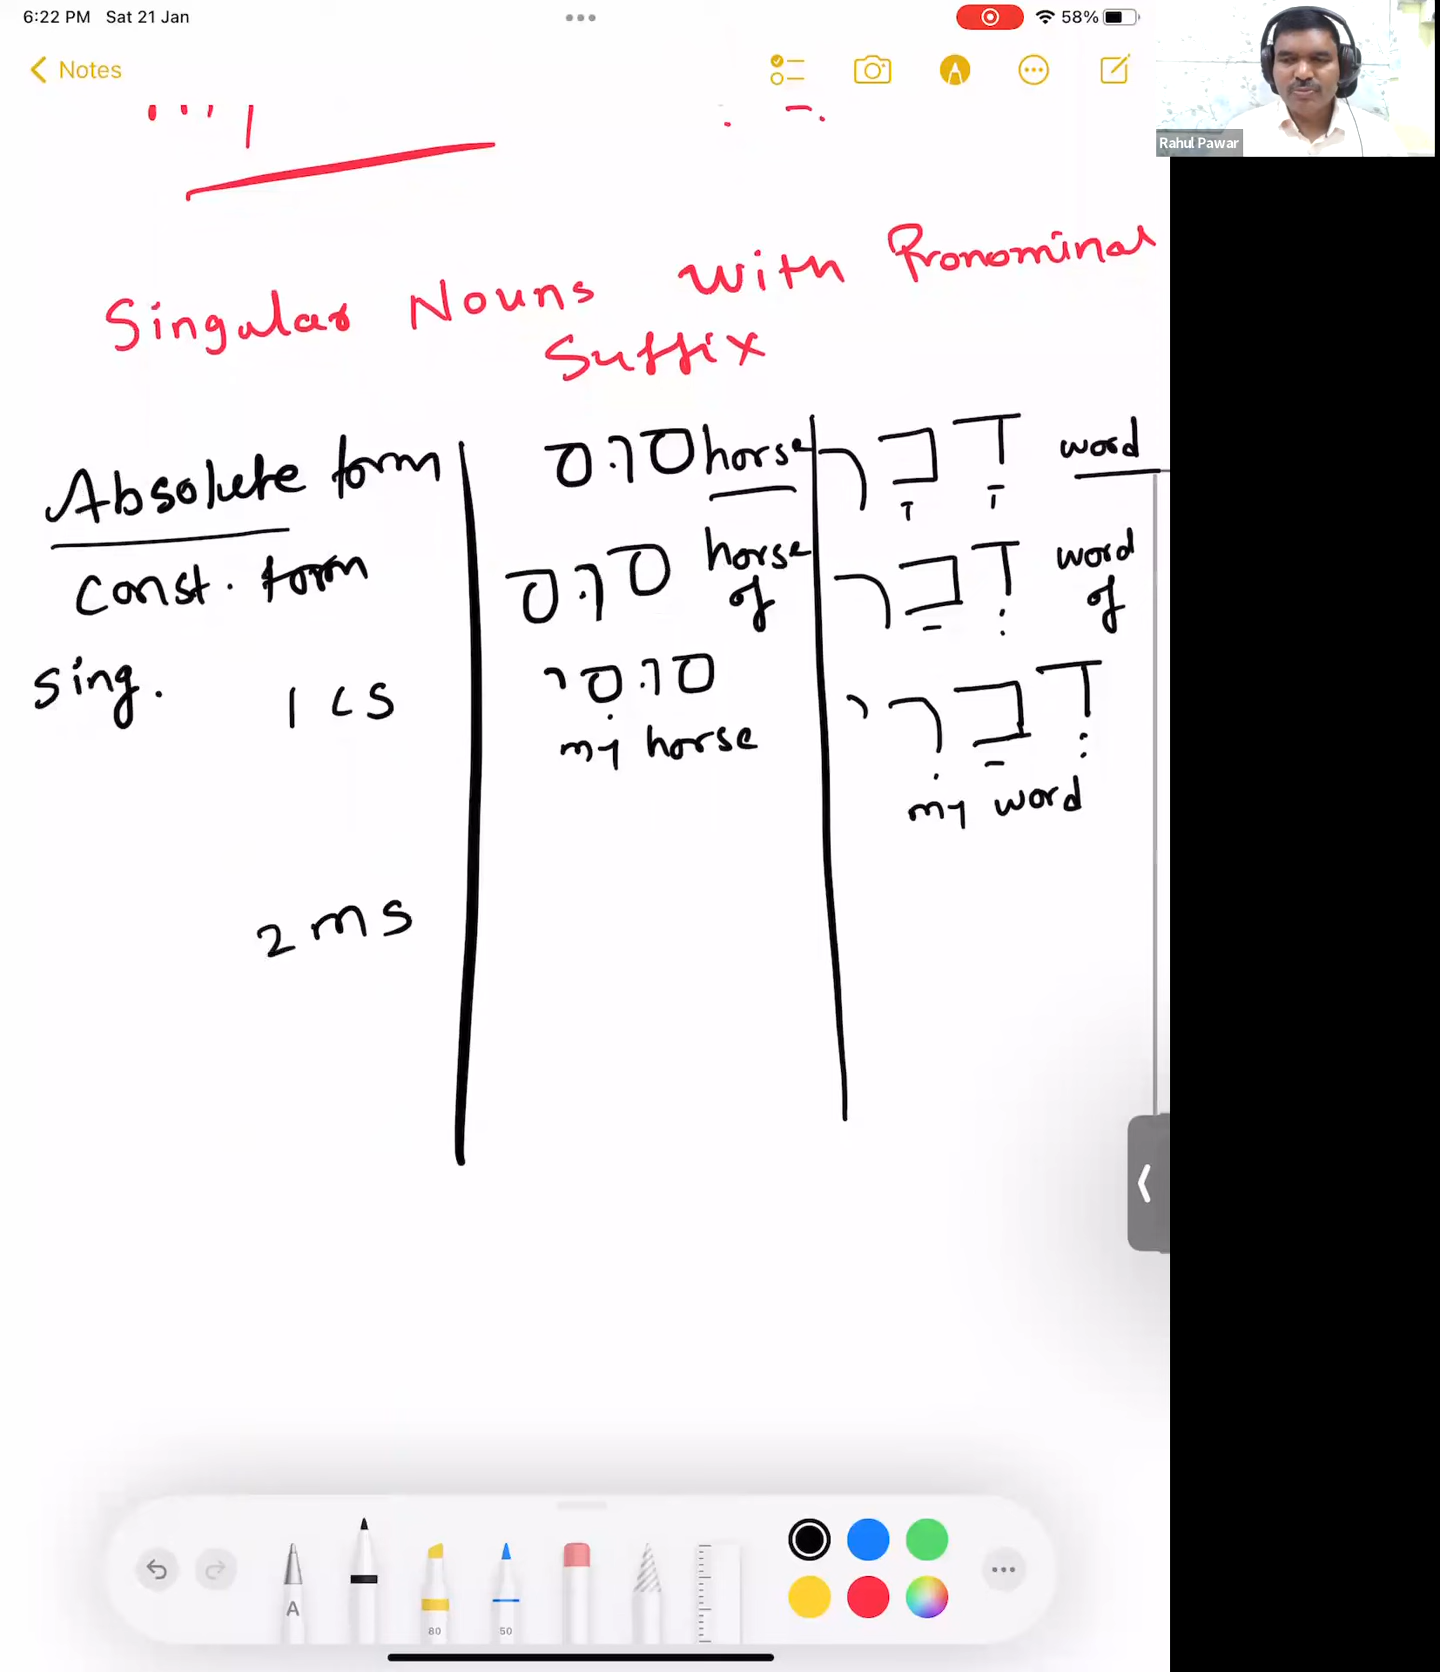 6:22 PM Sat 21 Jan
58%
Notes
Rahul Pawar
Singular Nouns with Pronominal
Suffix
Absolute form סוּס horse דָּבָר word
const. form סוּס horse of דְּבַר word of
sing. 1 CS סוּסִי דְּבַרִי
my horse my word
2 ms
A
80
50